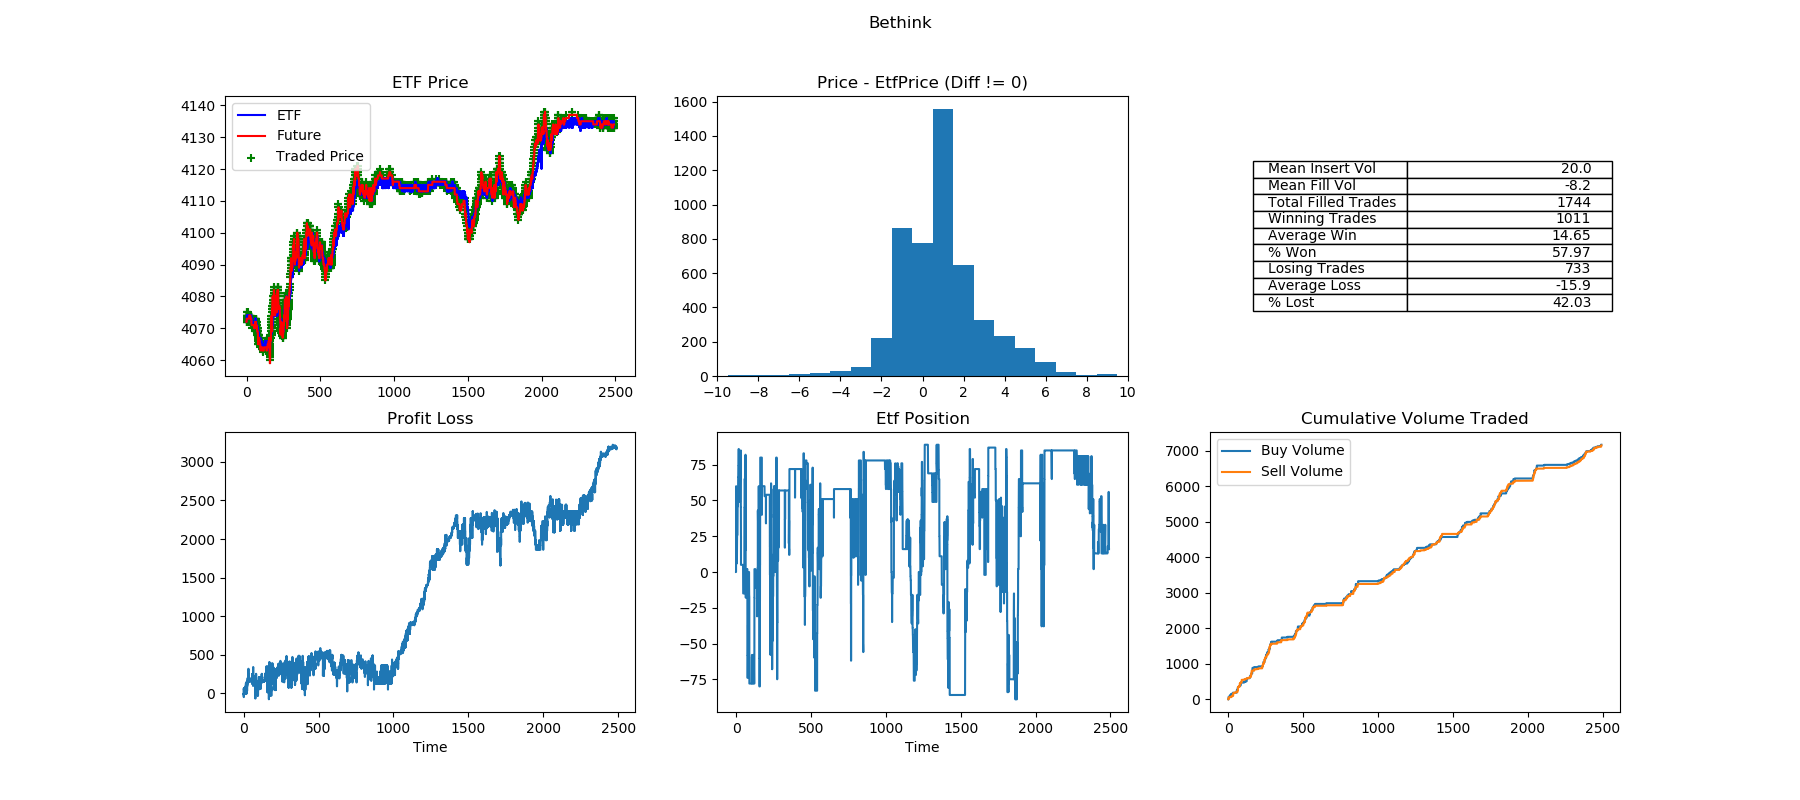 Bethink
ETF Price
ETF
Future
Traded Price
4140
4130
4120
4110
4100
4090
4080
4070
4060
0 500 1000 1500 2000 2500
Price - EtfPrice (Diff != 0)
1600
1400
1200
1000
800
600
400
200
0
−10 −8 −6 −4 −2 0 2 4 6 8 10
Mean Insert Vol 20.0
Mean Fill Vol -8.2
Total Filled Trades 1744
Winning Trades 1011
Average Win 14.65
% Won 57.97
Losing Trades 733
Average Loss -15.9
% Lost 42.03
Profit Loss
3000
2500
2000
1500
1000
500
0
0 500 1000 1500 2000 2500
Time
Etf Position
75
50
25
0
−25
−50
−75
0 500 1000 1500 2000 2500
Time
Cumulative Volume Traded
Buy Volume
Sell Volume
7000
6000
5000
4000
3000
2000
1000
0
0 500 1000 1500 2000 2500